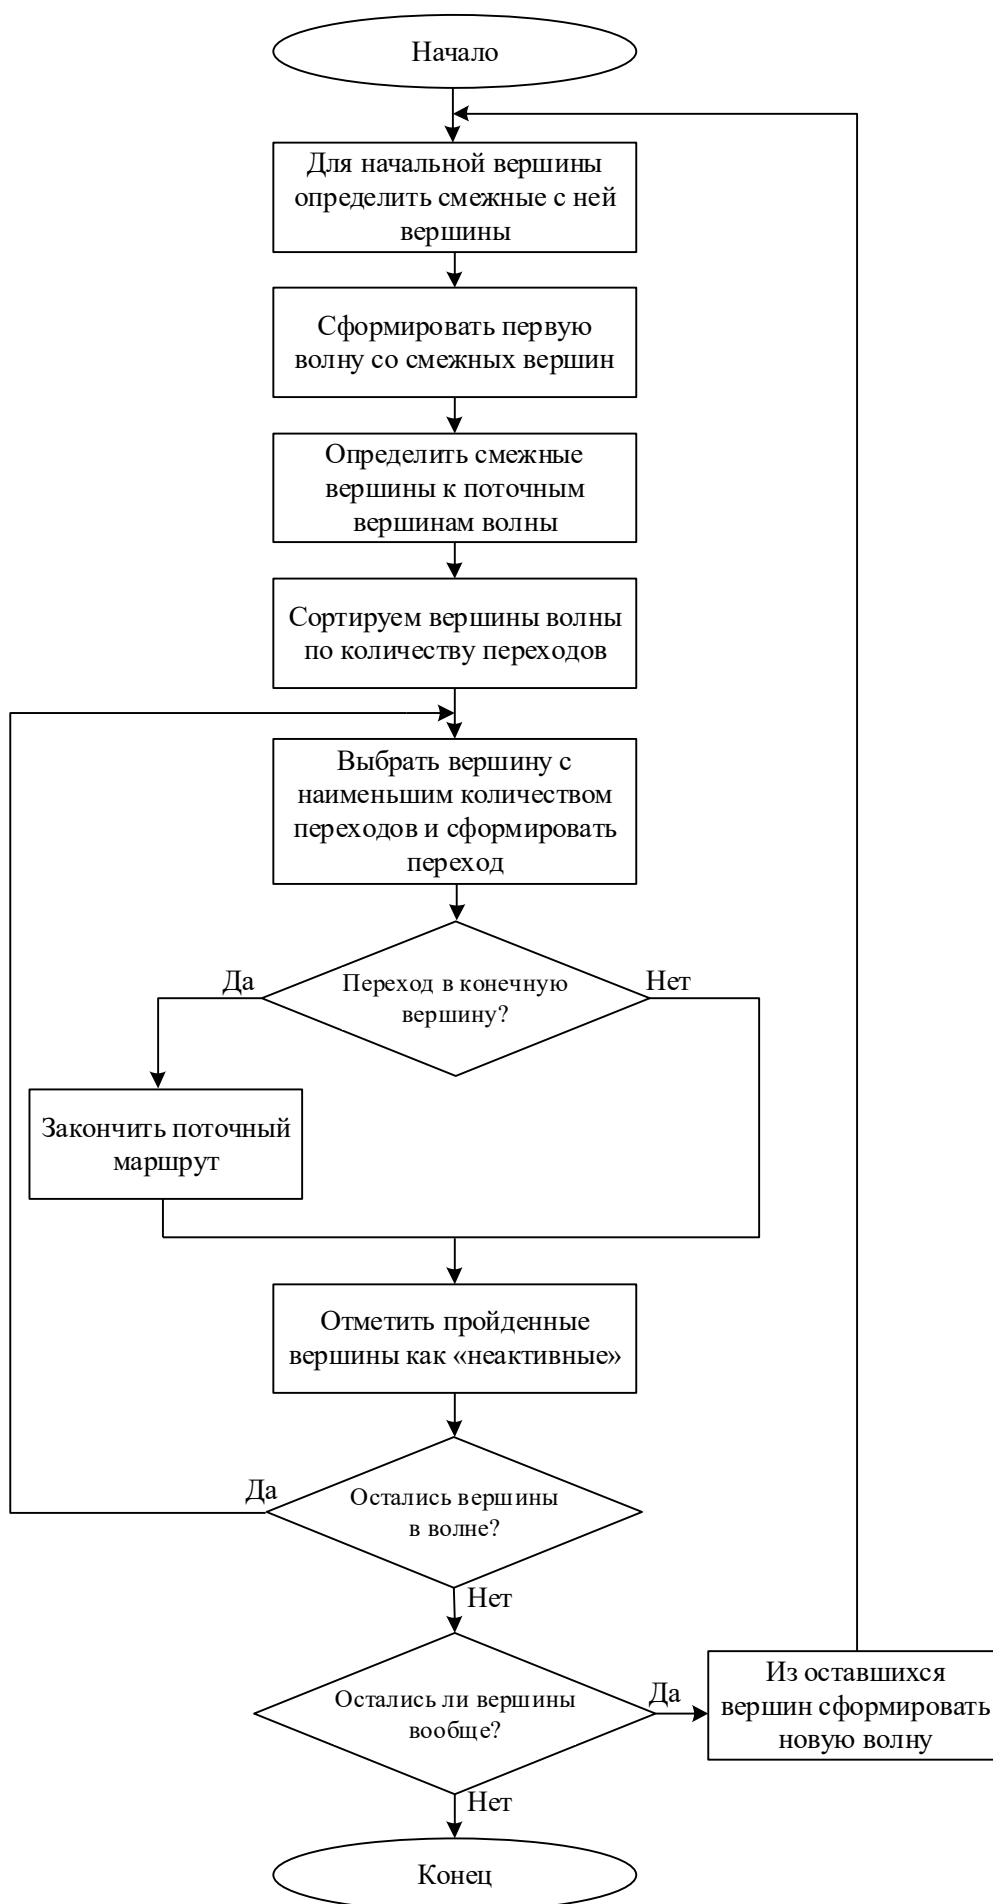 Начало
Для начальной вершины
определить смежные с ней
вершины
Сформировать первую
волну со смежных вершин
Определить смежные
вершины к поточным
вершинам волны
Сортируем вершины волны
по количеству переходов
Выбрать вершину с
наименьшим количеством
переходов и сформировать
переход
Да
Переход в конечную
вершину?
Нет
Закончить поточный
маршрут
Отметить пройденные
вершины как «неактивные»
Да
Остались вершины
в волне?
Нет
Остались ли вершины
вообще?
Да
Из оставшихся
вершин сформировать
новую волну
Нет
Конец